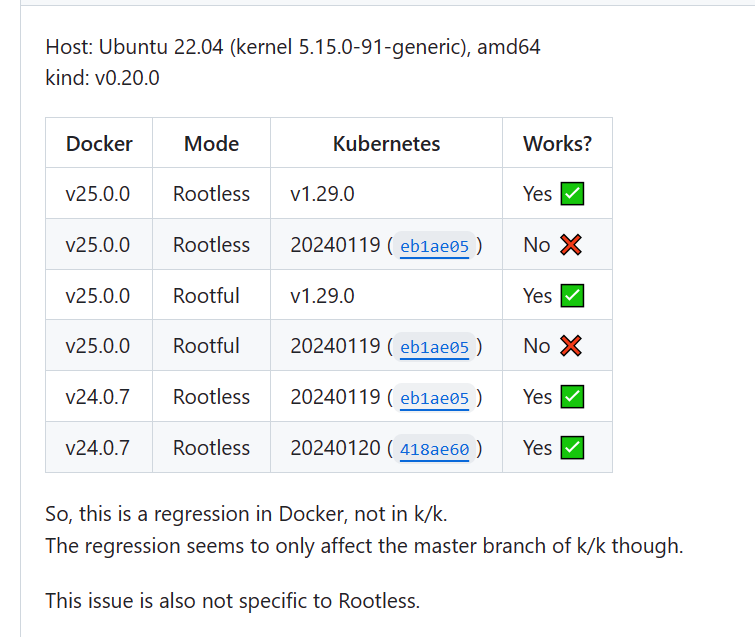 Host: Ubuntu 22.04 (kernel 5.15.0-91-generic), amd64
kind: v0.20.0
Docker Mode Kubernetes Works?
v25.0.0 Rootless v1.29.0 Yes ✅
v25.0.0 Rootless 20240119 (eb1ae05) No ❌
v25.0.0 Rootful v1.29.0 Yes ✅
v25.0.0 Rootful 20240119 (eb1ae05) No ❌
v24.0.7 Rootless 20240119 (eb1ae05) Yes ✅
v24.0.7 Rootless 20240120 (418ae60) Yes ✅
So, this is a regression in Docker, not in k/k.
The regression seems to only affect the master branch of k/k though.
This issue is also not specific to Rootless.